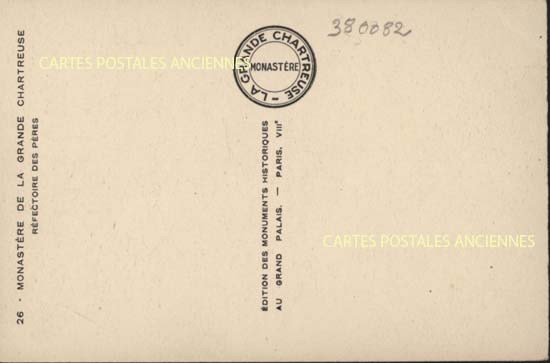 26 - MONASTÈRE DE LA GRANDE CHARTREUSE
RÉFECTOIRE DES PÈRES
LA GRANDE CHARTREUSE -
MONASTÈRE
380082
ÉDITION DES MONUMENTS HISTORIQUES
AU GRAND PALAIS. — PARIS, VIIIᵉ
CARTES POSTALES ANCIENNES
CARTES POSTALES ANCIENNES